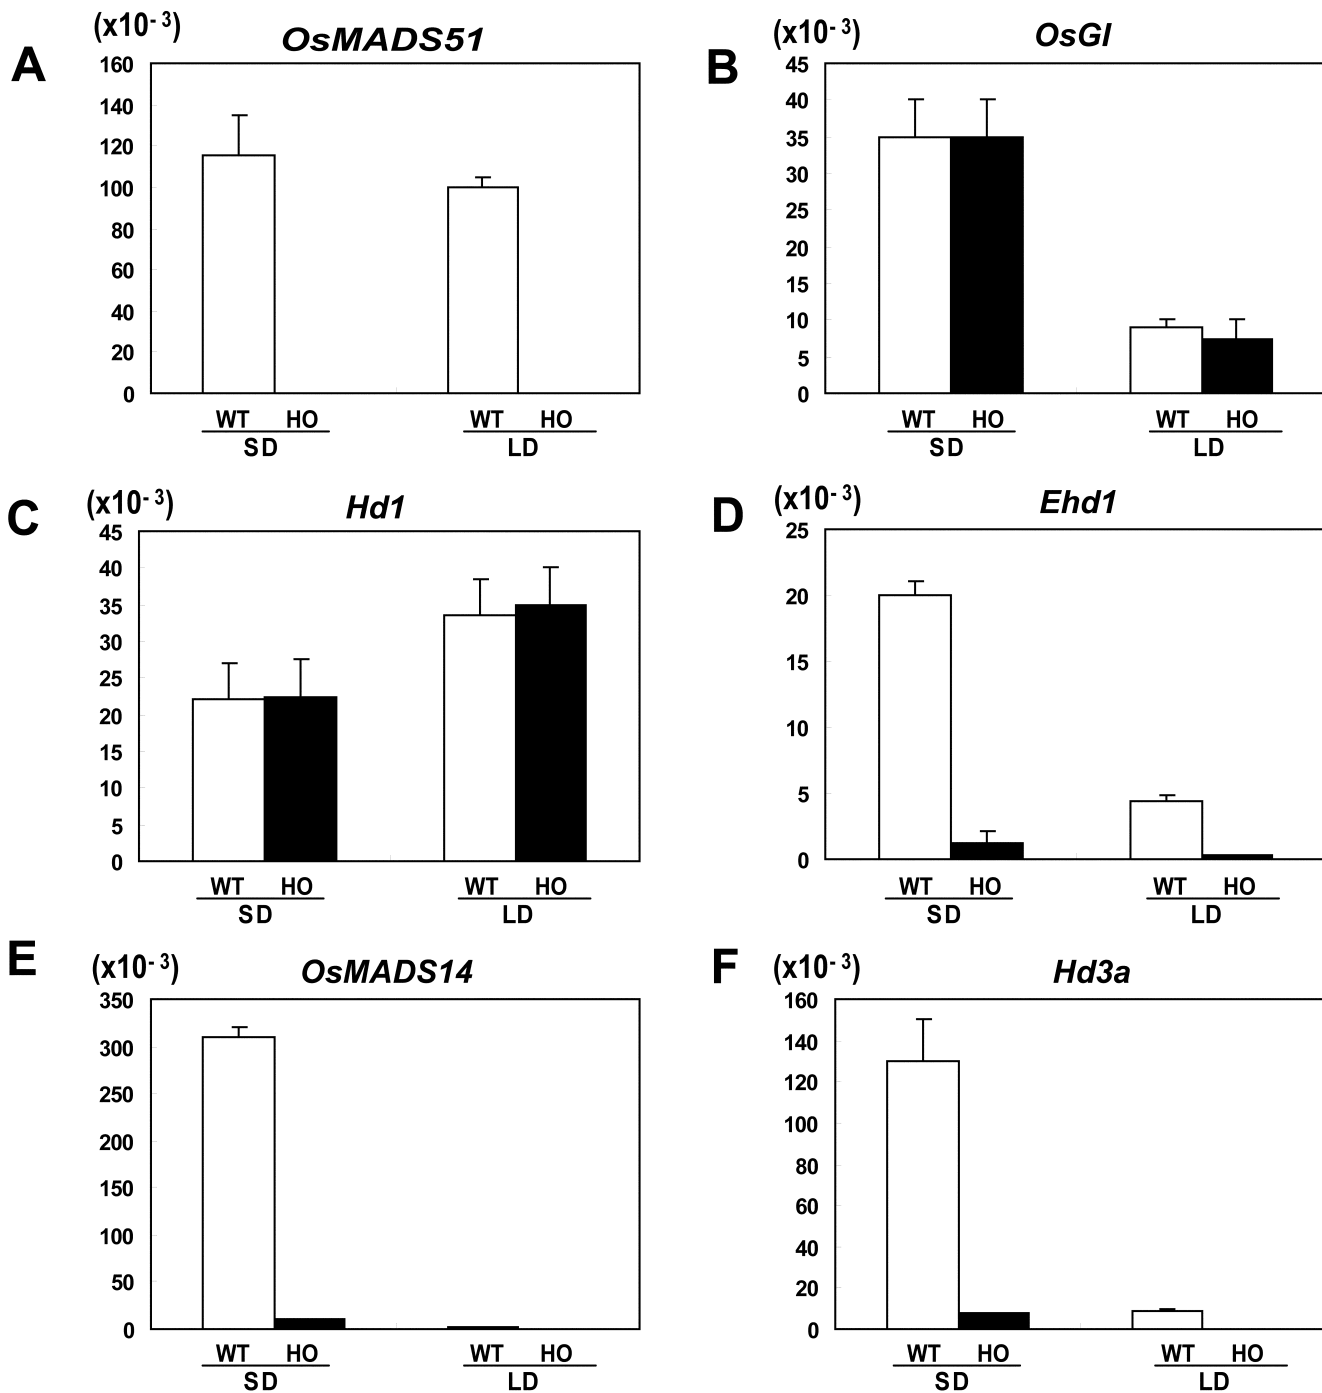 A
(x10-3)
OsMADS51
160
140
120
100
80
60
40
20
0
WT HO WT HO
SD LD
B
(x10-3)
OsGI
45
40
35
30
25
20
15
10
5
0
WT HO WT HO
SD LD
C
(x10-3)
Hd1
45
40
35
30
25
20
15
10
5
0
WT HO WT HO
SD LD
D
(x10-3)
Ehd1
25
20
15
10
5
0
WT HO WT HO
SD LD
E
(x10-3)
OsMADS14
350
300
250
200
150
100
50
0
WT HO WT HO
SD LD
F
(x10-3)
Hd3a
160
140
120
100
80
60
40
20
0
WT HO WT HO
SD LD